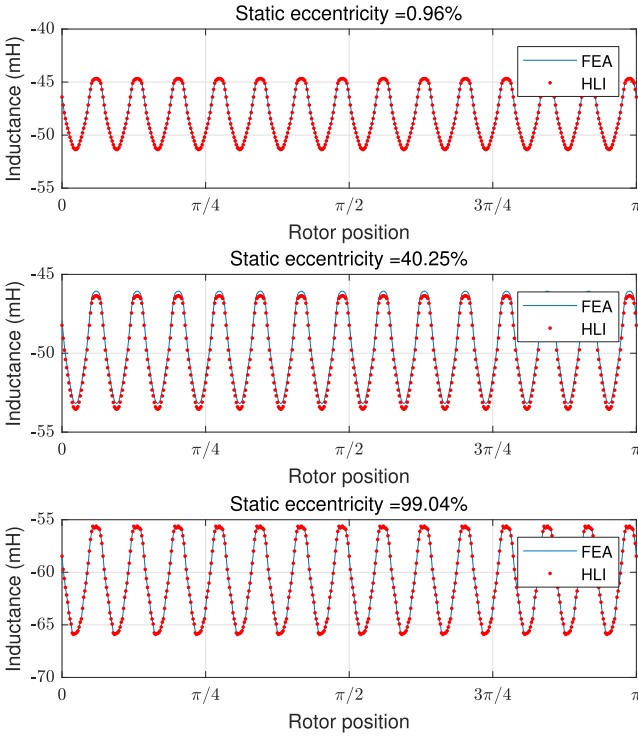 Static eccentricity =0.96%
-40
-45
-50
-55
Inductance (mH)
FEA
HLI
0
π/4
π/2
3π/4
π
Rotor position
Static eccentricity =40.25%
-45
-50
-55
Inductance (mH)
FEA
HLI
0
π/4
π/2
3π/4
π
Rotor position
Static eccentricity =99.04%
-55
-60
-65
-70
Inductance (mH)
FEA
HLI
0
π/4
π/2
3π/4
π
Rotor position